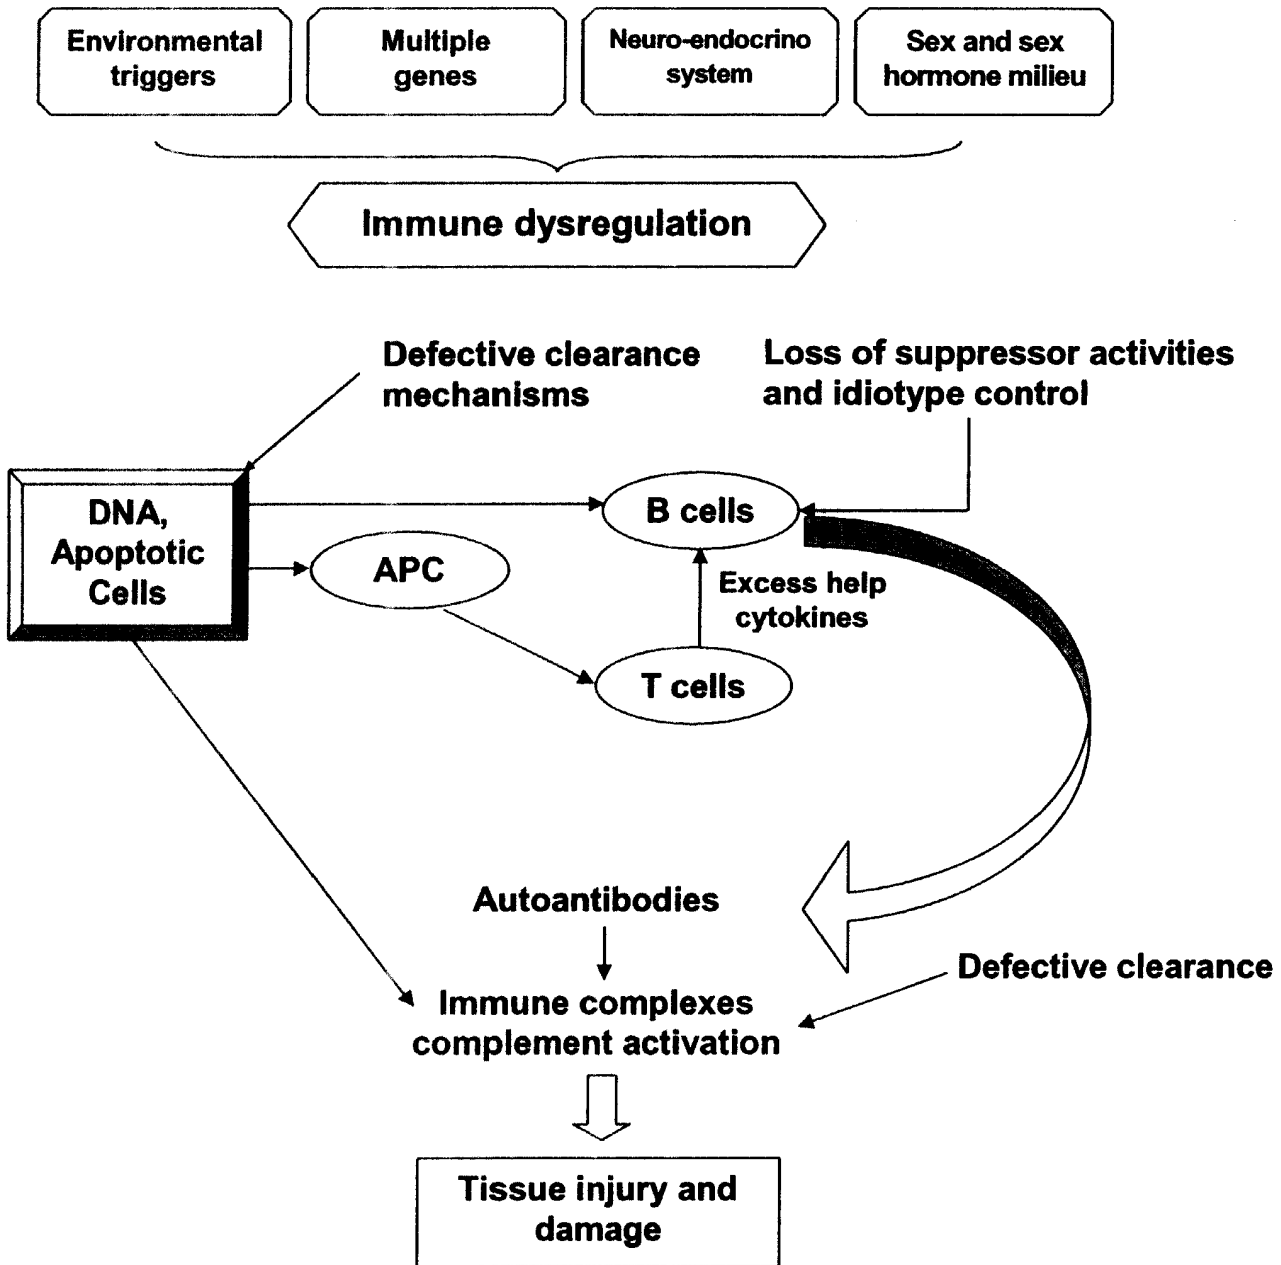 Environmental
triggers
Multiple
genes
Neuro-endocrino
system
Sex and sex
hormone milieu
Immune dysregulation
Defective clearance
mechanisms
Loss of suppressor activities
and idiotype control
DNA,
Apoptotic
Cells
B cells
APC
Excess help
cytokines
T cells
Autoantibodies
Defective clearance
Immune complexes
complement activation
Tissue injury and
damage